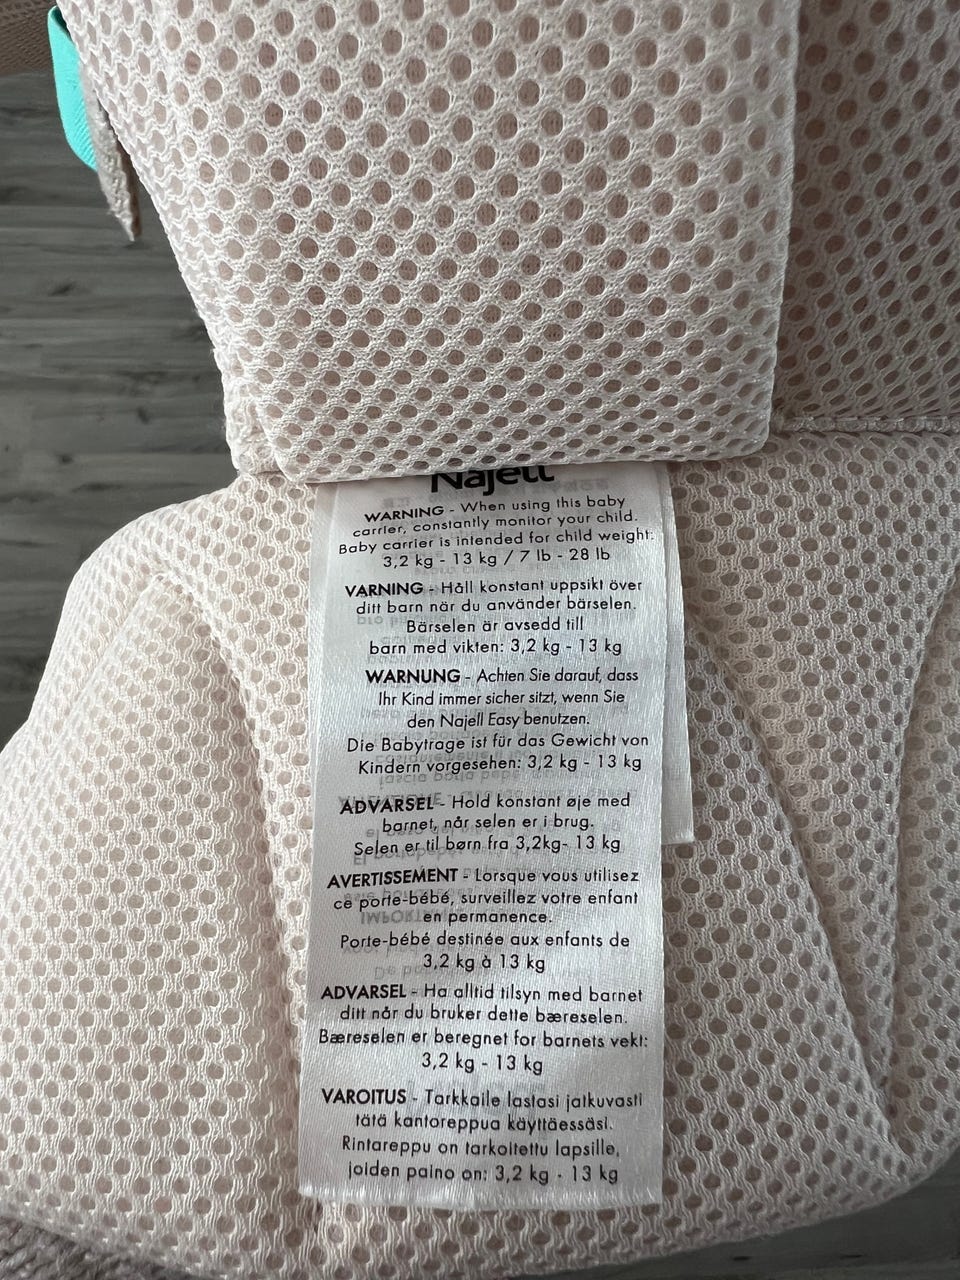 Najell
WARNING - When using this baby
carrier, constantly monitor your child.
Baby carrier is intended for child weight:
3,2 kg - 13 kg / 7 lb - 28 lb
VARNING - Håll konstant uppsikt över
ditt barn när du använder bärselen.
Bärselen är avsedd till
barn med vikten: 3,2 kg - 13 kg
WARNUNG - Achten Sie darauf, dass
Ihr Kind immer sicher sitzt, wenn Sie
den Najell Easy benutzen.
Die Babytrage ist für das Gewicht von
Kindern vorgesehen: 3,2 kg - 13 kg
ADVARSEL - Hold konstant øje med
barnet, når selen er i brug.
Selen er til børn fra 3,2kg- 13 kg
AVERTISSEMENT - Lorsque vous utilisez
ce porte-bébé, surveillez votre enfant
en permanence.
Porte-bébé destinée aux enfants de
3,2 kg à 13 kg
ADVARSEL - Ha alltid tilsyn med barnet
ditt når du bruker dette bæreselen.
Bæreselen er beregnet for barnets vekt:
3,2 kg - 13 kg
VAROITUS - Tarkkaile lastasi jatkuvasti
tätä kantoreppua käyttäessäsi.
Rintareppu on tarkoitettu lapsille,
joiden paino on: 3,2 kg - 13 kg